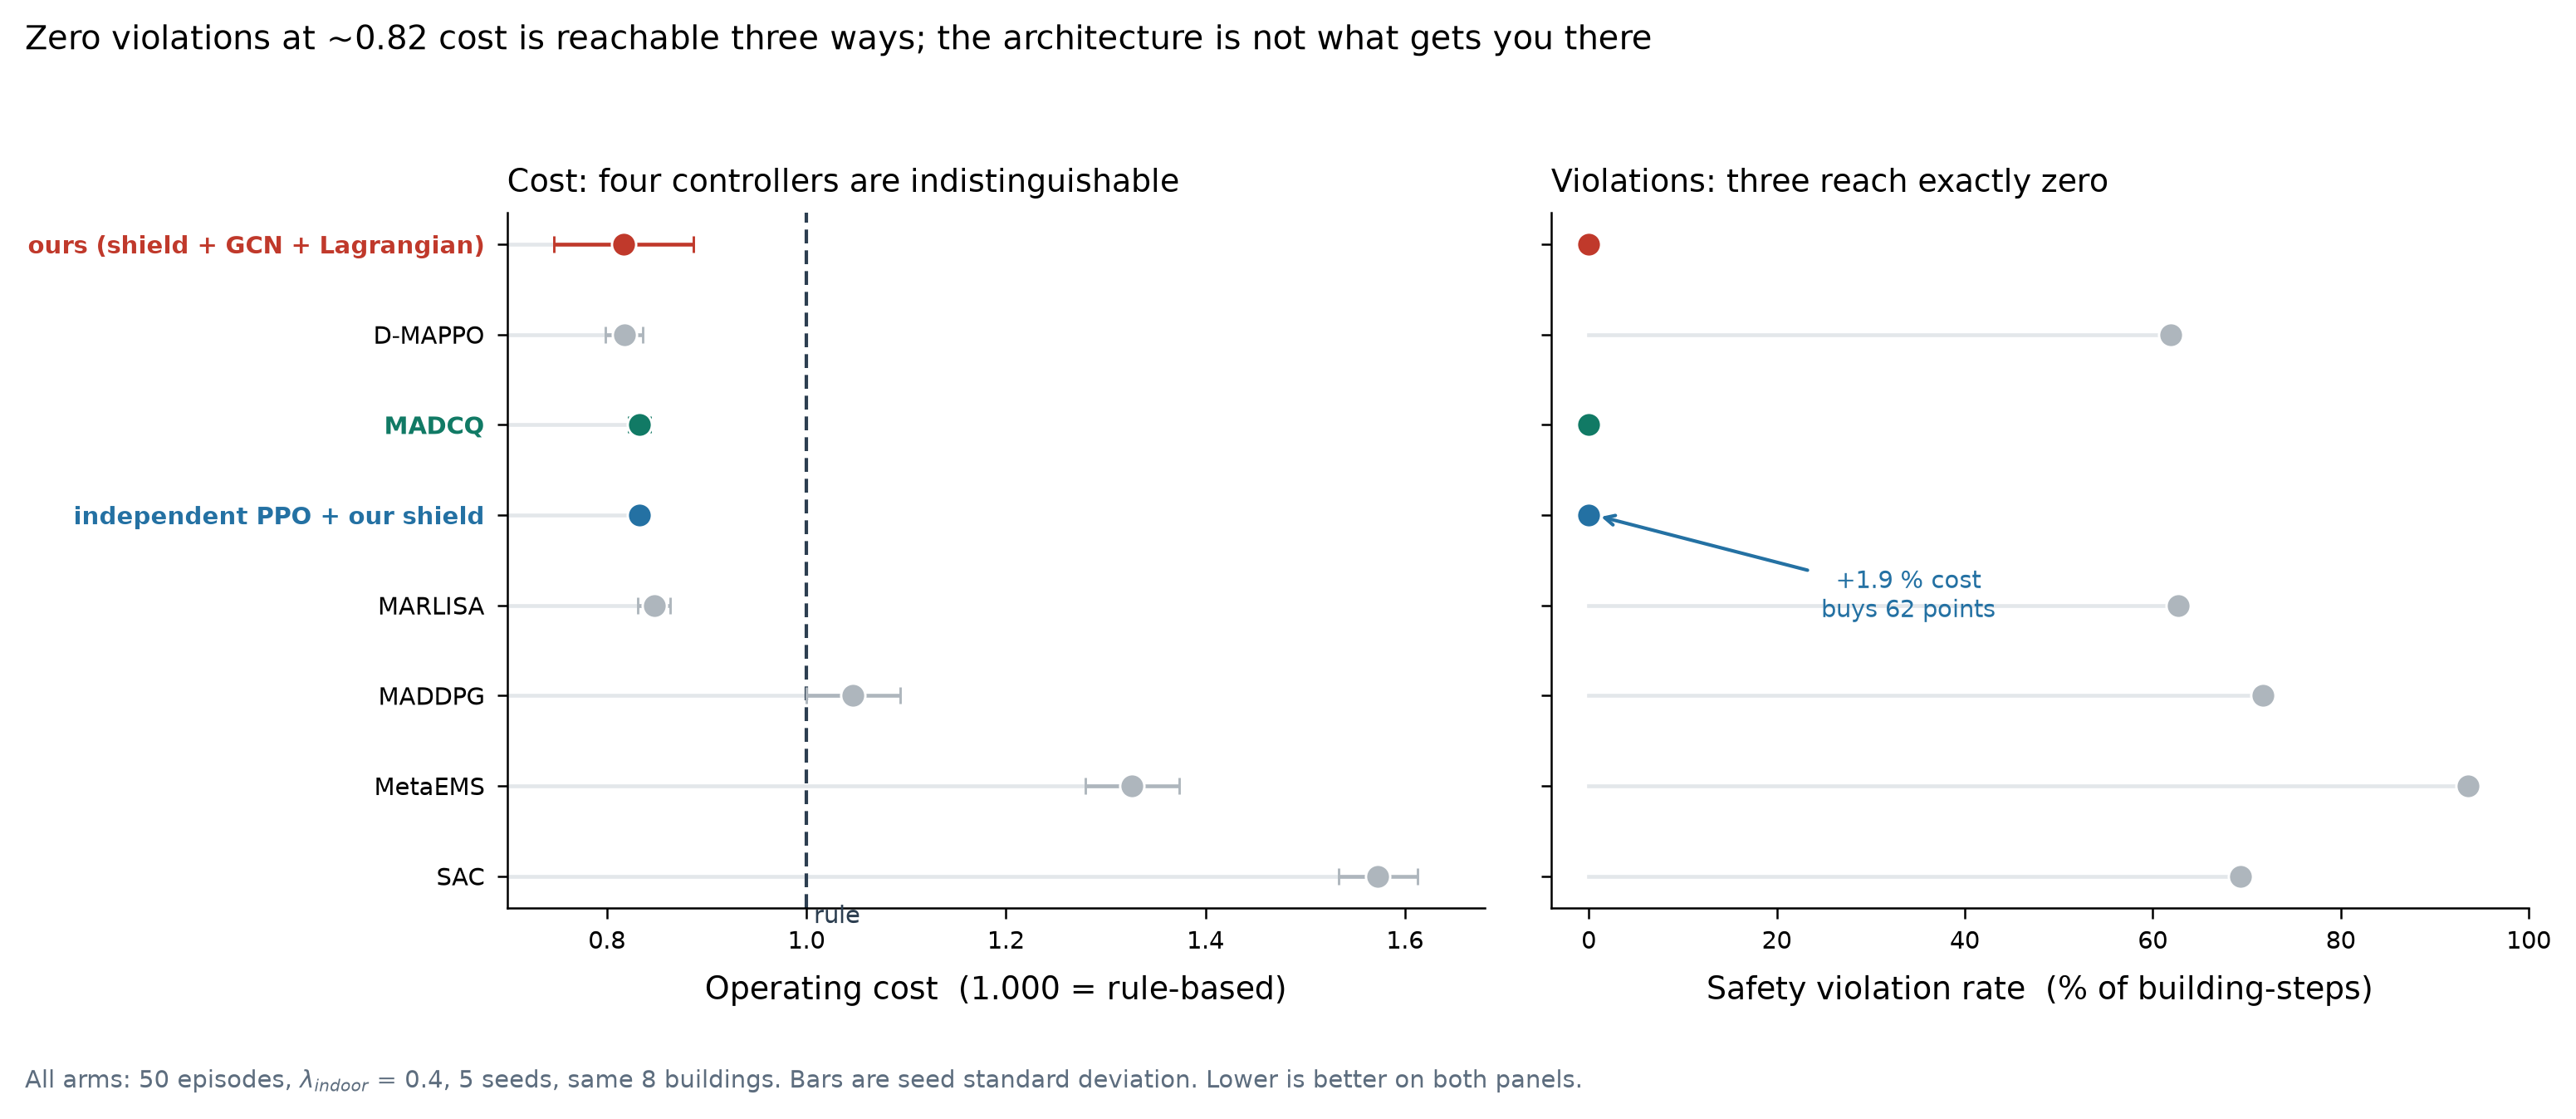 Zero violations at ~0.82 cost is reachable three ways; the architecture is not what gets you there
Cost: four controllers are indistinguishable
ours (shield + GCN + Lagrangian)
D-MAPPO
MADCQ
independent PPO + our shield
MARLISA
MADDPG
MetaEMS
SAC
rule
0.8 1.0 1.2 1.4 1.6
Operating cost (1.000 = rule-based)
Violations: three reach exactly zero
+1.9 % cost
buys 62 points
0 20 40 60 80 100
Safety violation rate (% of building-steps)
All arms: 50 episodes, λindoor = 0.4, 5 seeds, same 8 buildings. Bars are seed standard deviation. Lower is better on both panels.